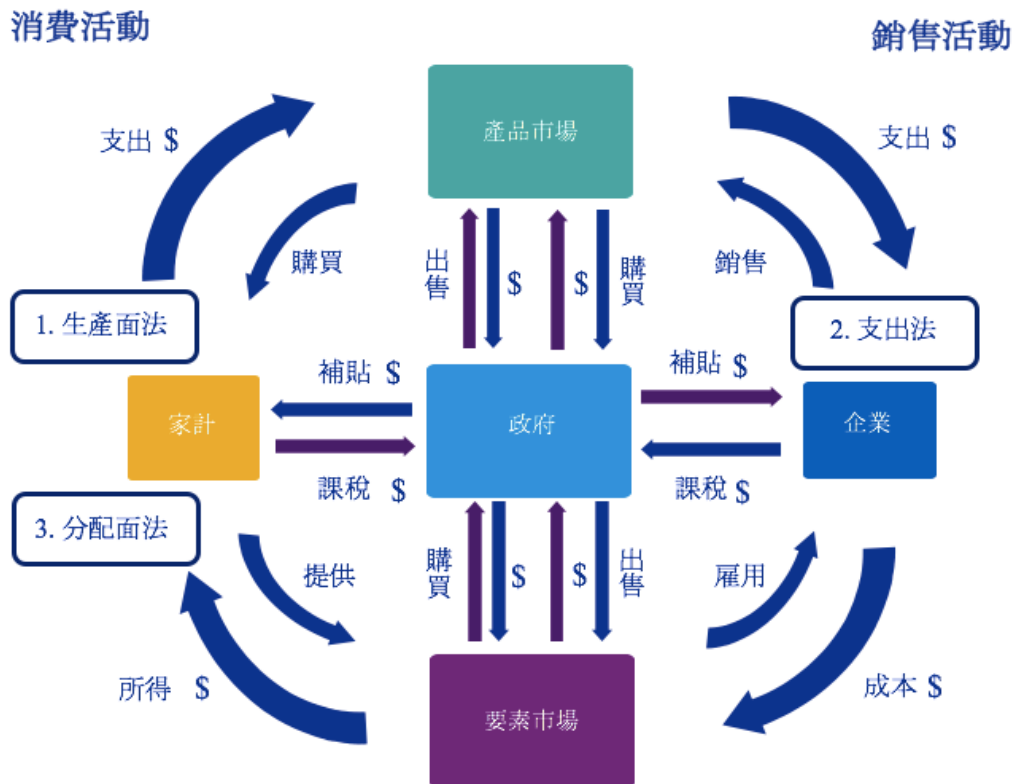 消費活動
銷售活動
支出 $
產品市場
支出 $
購買
出售
$
$
購買
銷售
1. 生產面法
2. 支出法
補貼 $
補貼 $
家計
政府
企業
課稅 $
課稅 $
3. 分配面法
提供
購買
$
$
出售
雇用
所得 $
要素市場
成本 $